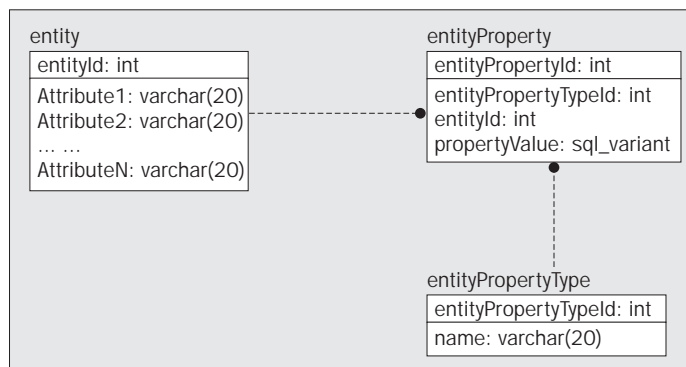 entity
entityId: int
Attribute1: varchar(20)
Attribute2: varchar(20)
... ...
AttributeN: varchar(20)
entityProperty
entityPropertyId: int
entityPropertyTypeId: int
entityId: int
propertyValue: sql_variant
entityPropertyType
entityPropertyTypeId: int
name: varchar(20)